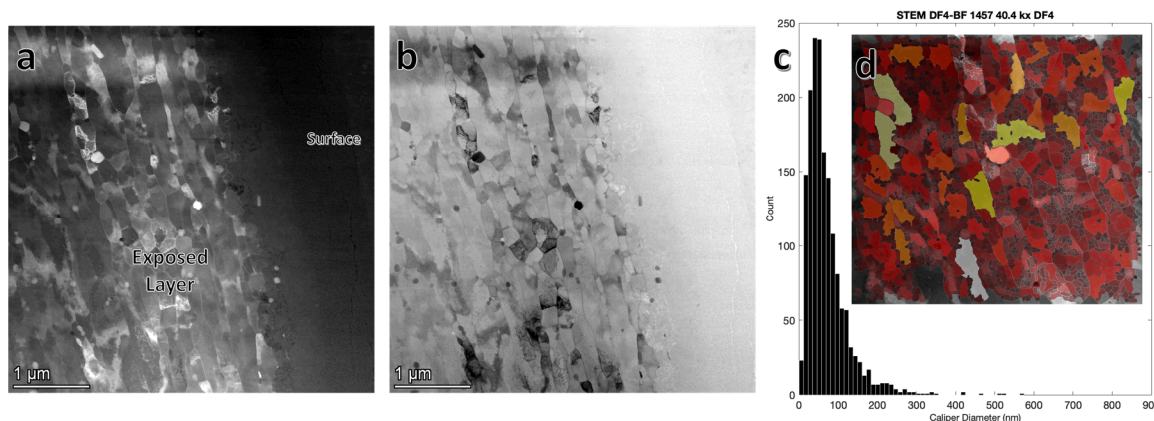 a
Surface
Exposed
Layer
1 μm
b
1 μm
STEM DF4-BF 1457 40.4 kx DF4
c
d
250
200
150
100
50
0
Count
0 100 200 300 400 500 600 700 800 900
Caliper Diameter (nm)